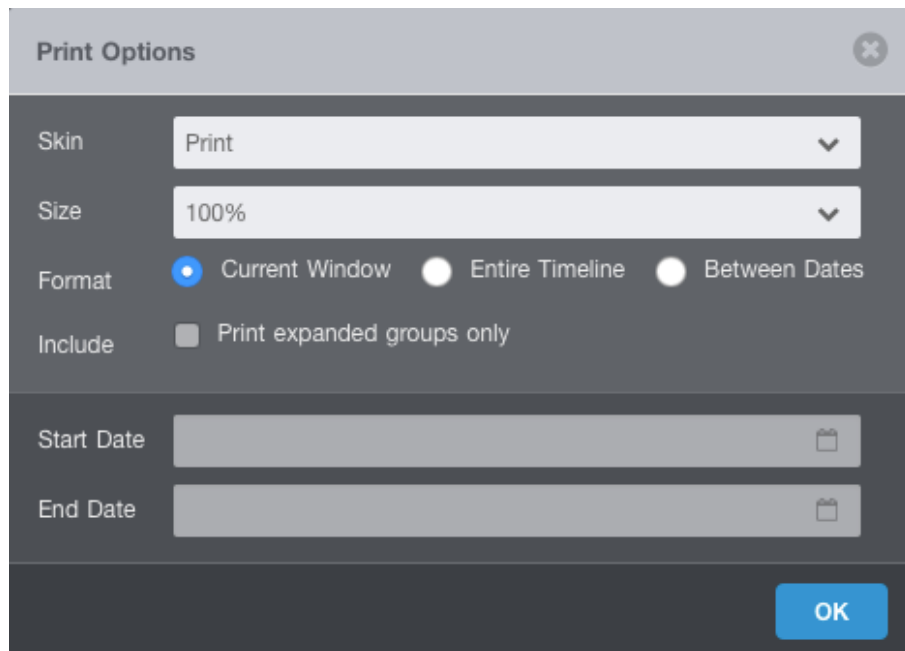 Print Options
Skin Print
Size 100%
Format Current Window Entire Timeline Between Dates
Include Print expanded groups only
Start Date
End Date
OK